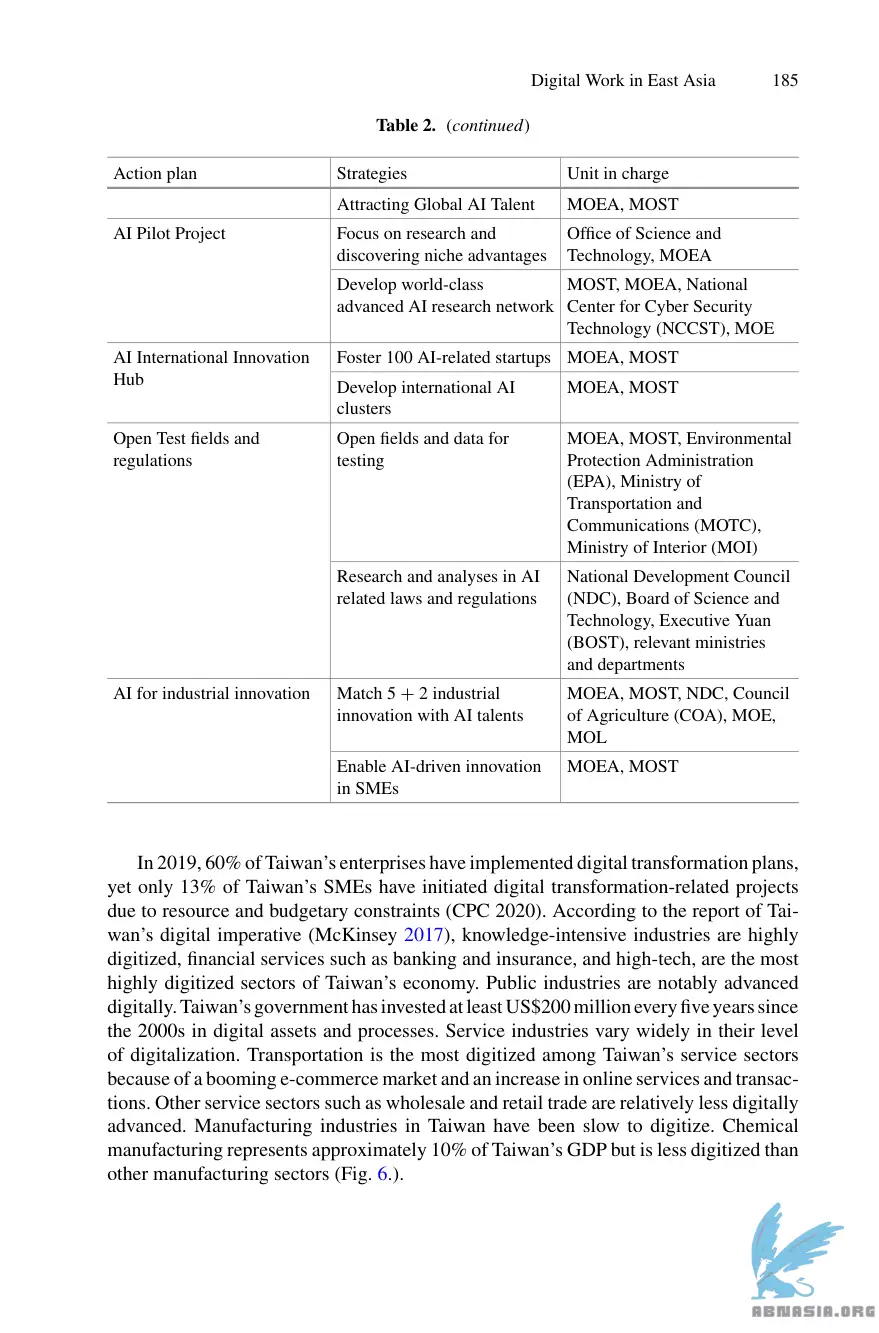 Digital Work in East Asia 185
Table 2. (continued)
Action plan Strategies Unit in charge
Attracting Global AI Talent MOEA, MOST
AI Pilot Project Focus on research and Office of Science and
discovering niche advantages Technology, MOEA
Develop world-class MOST, MOEA, National
advanced AI research network Center for Cyber Security
Technology (NCCST), MOE
AI International Innovation Foster 100 AI-related startups MOEA, MOST
Hub Develop international AI MOEA, MOST
clusters
Open Test fields and Open fields and data for MOEA, MOST, Environmental
regulations testing Protection Administration
(EPA), Ministry of
Transportation and
Communications (MOTC),
Ministry of Interior (MOI)
Research and analyses in AI National Development Council
related laws and regulations (NDC), Board of Science and
Technology, Executive Yuan
(BOST), relevant ministries
and departments
AI for industrial innovation Match 5 + 2 industrial MOEA, MOST, NDC, Council
innovation with AI talents of Agriculture (COA), MOE,
MOL
Enable AI-driven innovation MOEA, MOST
in SMEs
In 2019, 60% of Taiwan's enterprises have implemented digital transformation plans,
yet only 13% of Taiwan's SMEs have initiated digital transformation-related projects
due to resource and budgetary constraints (CPC 2020). According to the report of Tai-
wan's digital imperative (McKinsey 2017), knowledge-intensive industries are highly
digitized, financial services such as banking and insurance, and high-tech, are the most
highly digitized sectors of Taiwan's economy. Public industries are notably advanced
digitally. Taiwan's government has invested at least US$200 million every five years since
the 2000s in digital assets and processes. Service industries vary widely in their level
of digitalization. Transportation is the most digitized among Taiwan's service sectors
because of a booming e-commerce market and an increase in online services and transac-
tions. Other service sectors such as wholesale and retail trade are relatively less digitally
advanced. Manufacturing industries in Taiwan have been slow to digitize. Chemical
manufacturing represents approximately 10% of Taiwan's GDP but is less digitized than
other manufacturing sectors (Fig. 6.).
ABNASIA.ORG